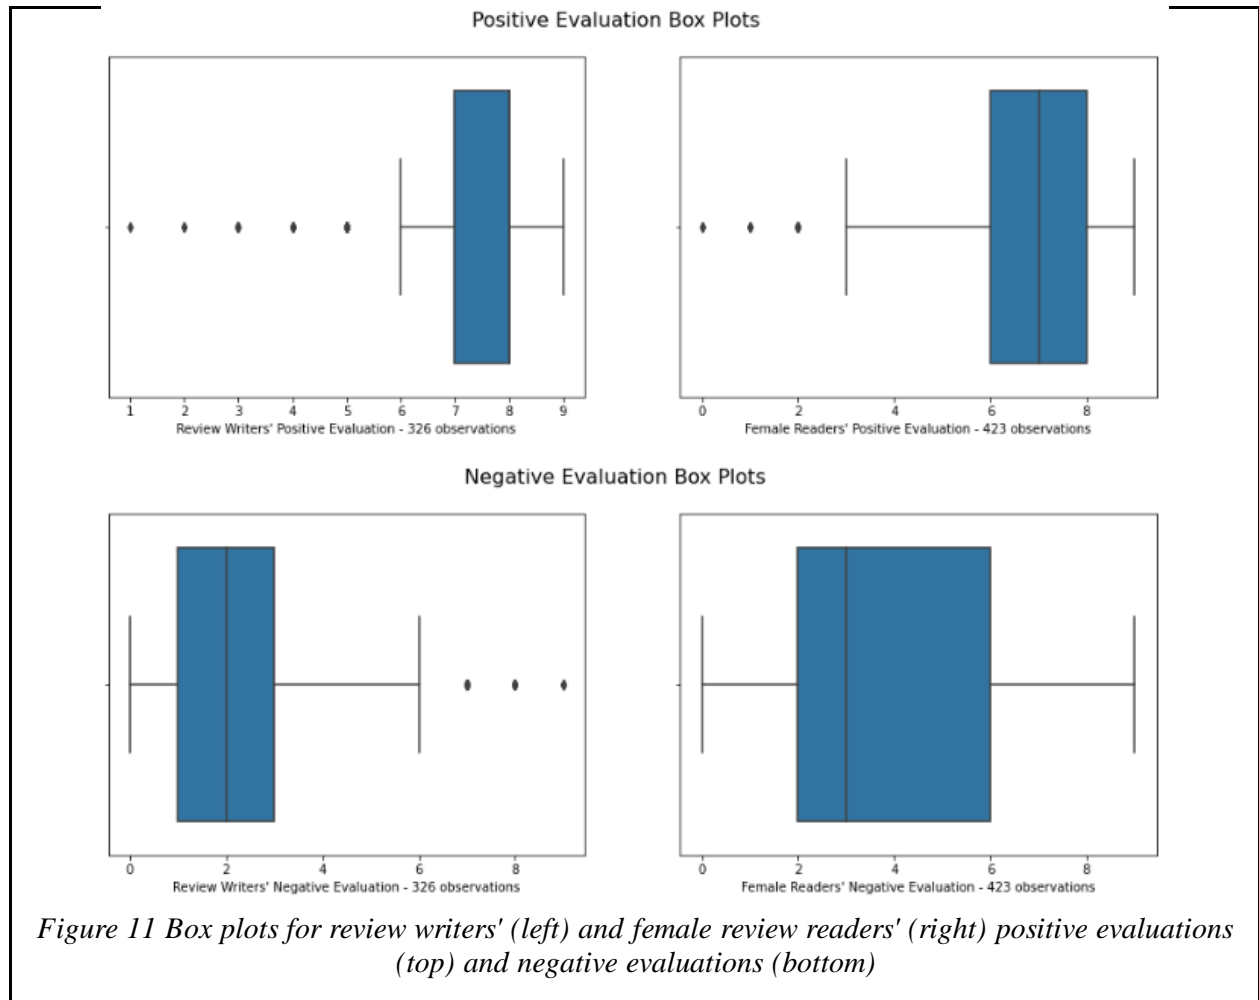 Positive Evaluation Box Plots
1 2 3 4 5 6 7 8 9
Review Writers' Positive Evaluation - 326 observations
0 2 4 6 8
Female Readers' Positive Evaluation - 423 observations
Negative Evaluation Box Plots
0 2 4 6 8
Review Writers' Negative Evaluation - 326 observations
0 2 4 6 8
Female Readers' Negative Evaluation - 423 observations
Figure 11 Box plots for review writers' (left) and female review readers' (right) positive evaluations
(top) and negative evaluations (bottom)